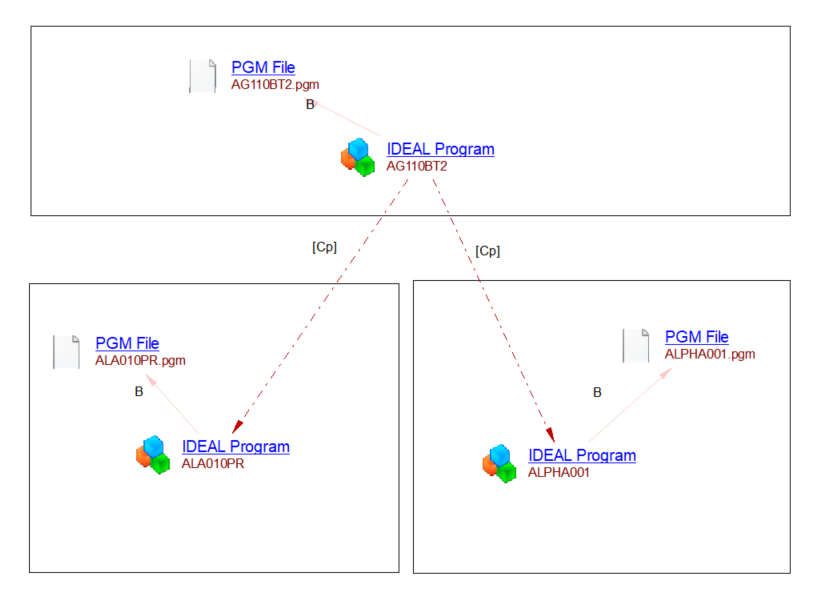 PGM File
AG110BT2.pgm
B
IDEAL Program
AG110BT2
[Cp]
[Cp]
PGM File
ALA010PR.pgm
B
IDEAL Program
ALA010PR
PGM File
ALPHA001.pgm
B
IDEAL Program
ALPHA001